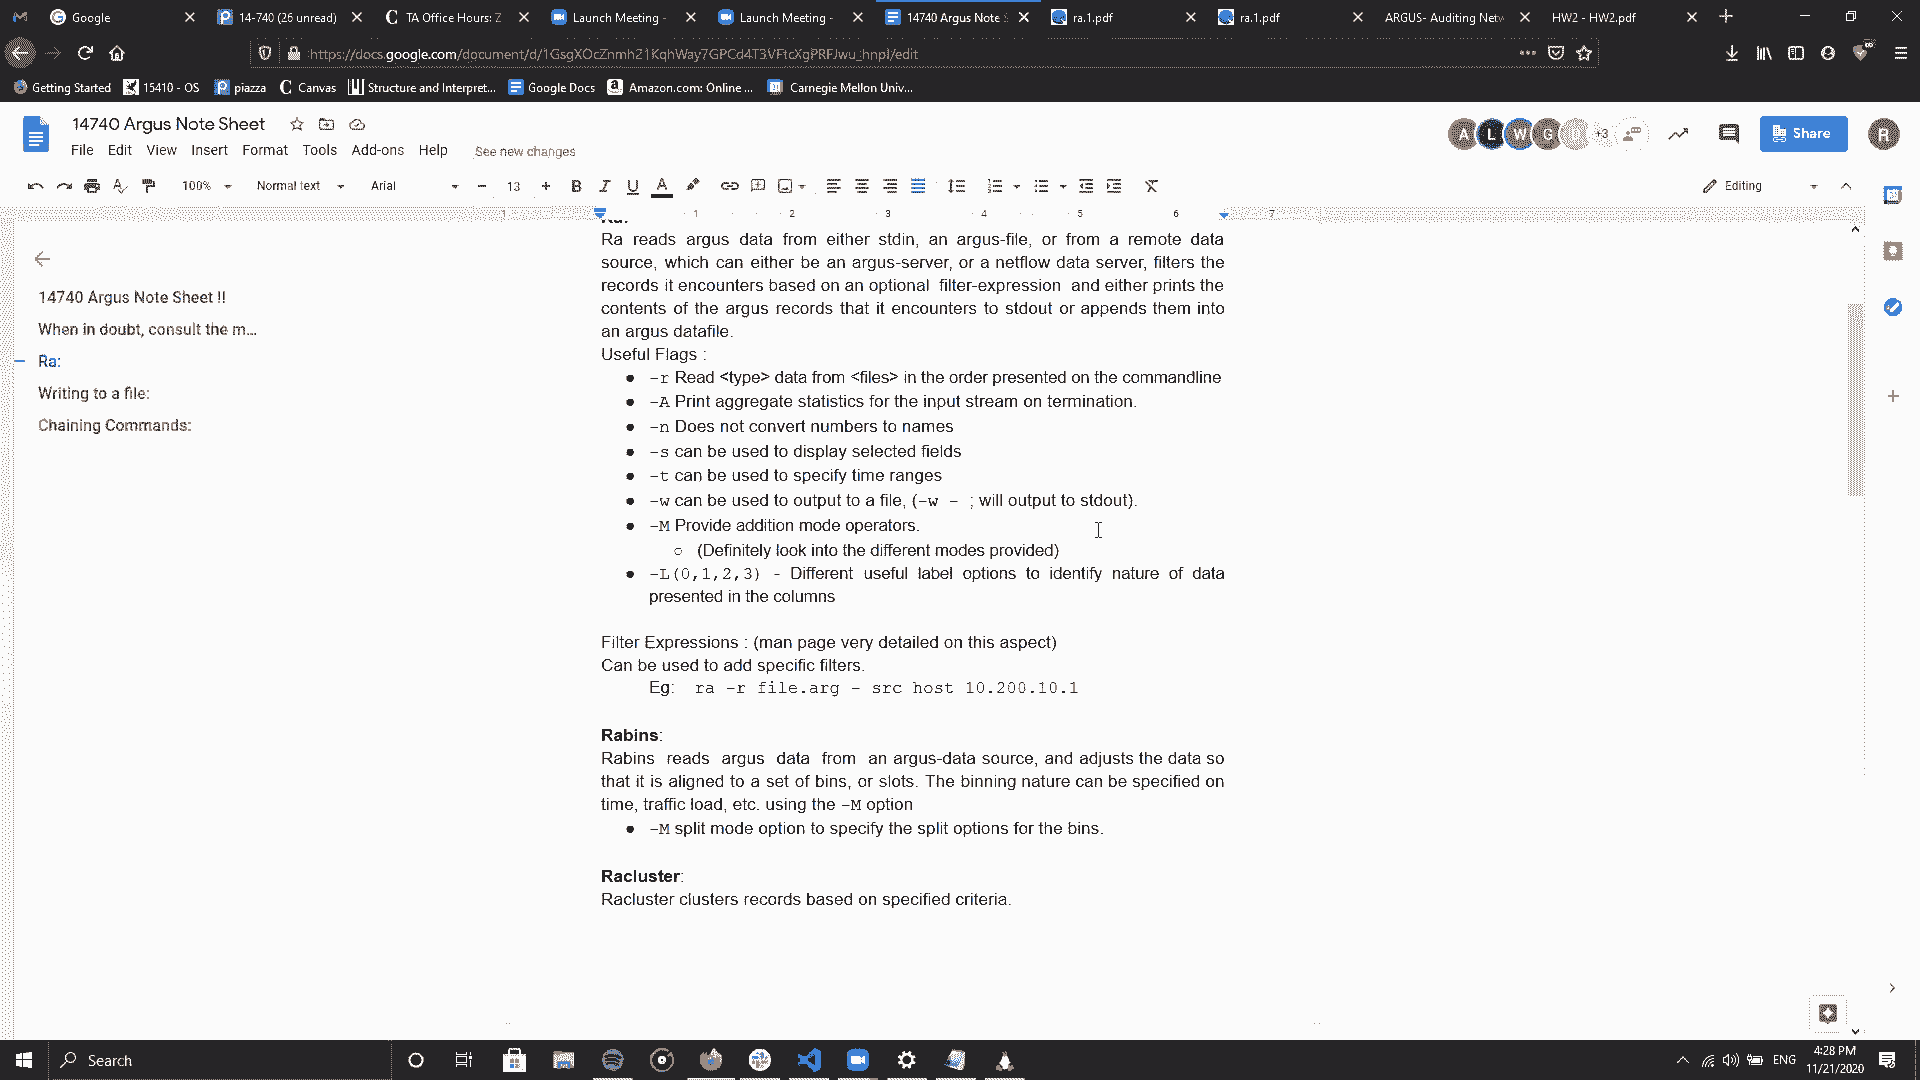 Google
14-740 (26 unread)
TA Office Hours: Z
Launch Meeting -
Launch Meeting -
14740 Argus Note S
ra.1.pdf
ra.1.pdf
ARGUS- Auditing Netw
HW2 - HW2.pdf
Getting Started
15410 - OS
piazza
Canvas
Structure and Interpret...
Google Docs
Amazon.com: Online ...
Carnegie Mellon Univ...
14740 Argus Note Sheet
File Edit View Insert Format Tools Add-ons Help See new changes
A L W G +3
Share
R
100% Normal text Arial 13
Editing
1 1 2 3 4 5 6 7
14740 Argus Note Sheet !!
When in doubt, consult the m...
Ra:
Writing to a file:
Chaining Commands:
Ra:
Ra reads argus data from either stdin, an argus-file, or from a remote data
source, which can either be an argus-server, or a netflow data server, filters the
records it encounters based on an optional filter-expression and either prints the
contents of the argus records that it encounters to stdout or appends them into
an argus datafile.
Useful Flags :
● -r Read <type> data from <files> in the order presented on the commandline
● -A Print aggregate statistics for the input stream on termination.
● -n Does not convert numbers to names
● -s can be used to display selected fields
● -t can be used to specify time ranges
● -w can be used to output to a file, (-w - ; will output to stdout).
● -M Provide addition mode operators.
○ (Definitely look into the different modes provided)
● -L(0,1,2,3) - Different useful label options to identify nature of data
presented in the columns
Filter Expressions : (man page very detailed on this aspect)
Can be used to add specific filters.
Eg: ra -r file.arg - src host 10.200.10.1
Rabins:
Rabins reads argus data from an argus-data source, and adjusts the data so
that it is aligned to a set of bins, or slots. The binning nature can be specified on
time, traffic load, etc. using the -M option
● -M split mode option to specify the split options for the bins.
Racluster:
Racluster clusters records based on specified criteria.
Search
ENG
4:28 PM
11/21/2020